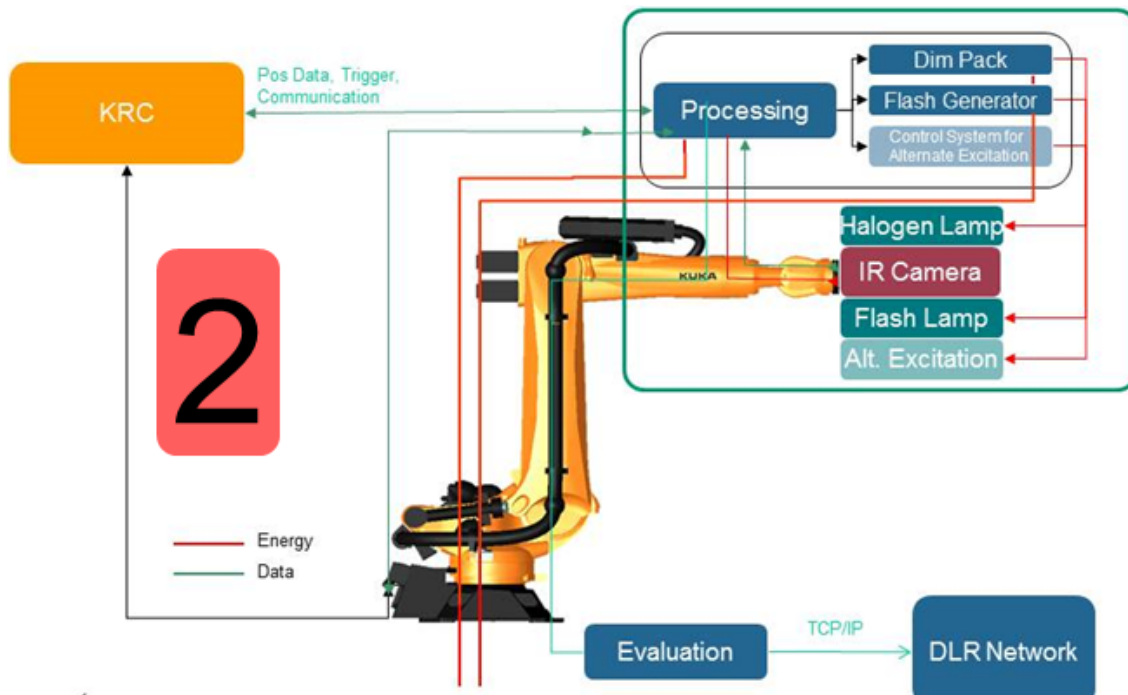 Pos Data, Trigger,
Communication
KRC
Processing
Dim Pack
Flash Generator
Control System for
Alternate Excitation
Halogen Lamp
IR Camera
Flash Lamp
Alt. Excitation
KUKA
2
Energy
Data
Evaluation
TCP/IP
DLR Network